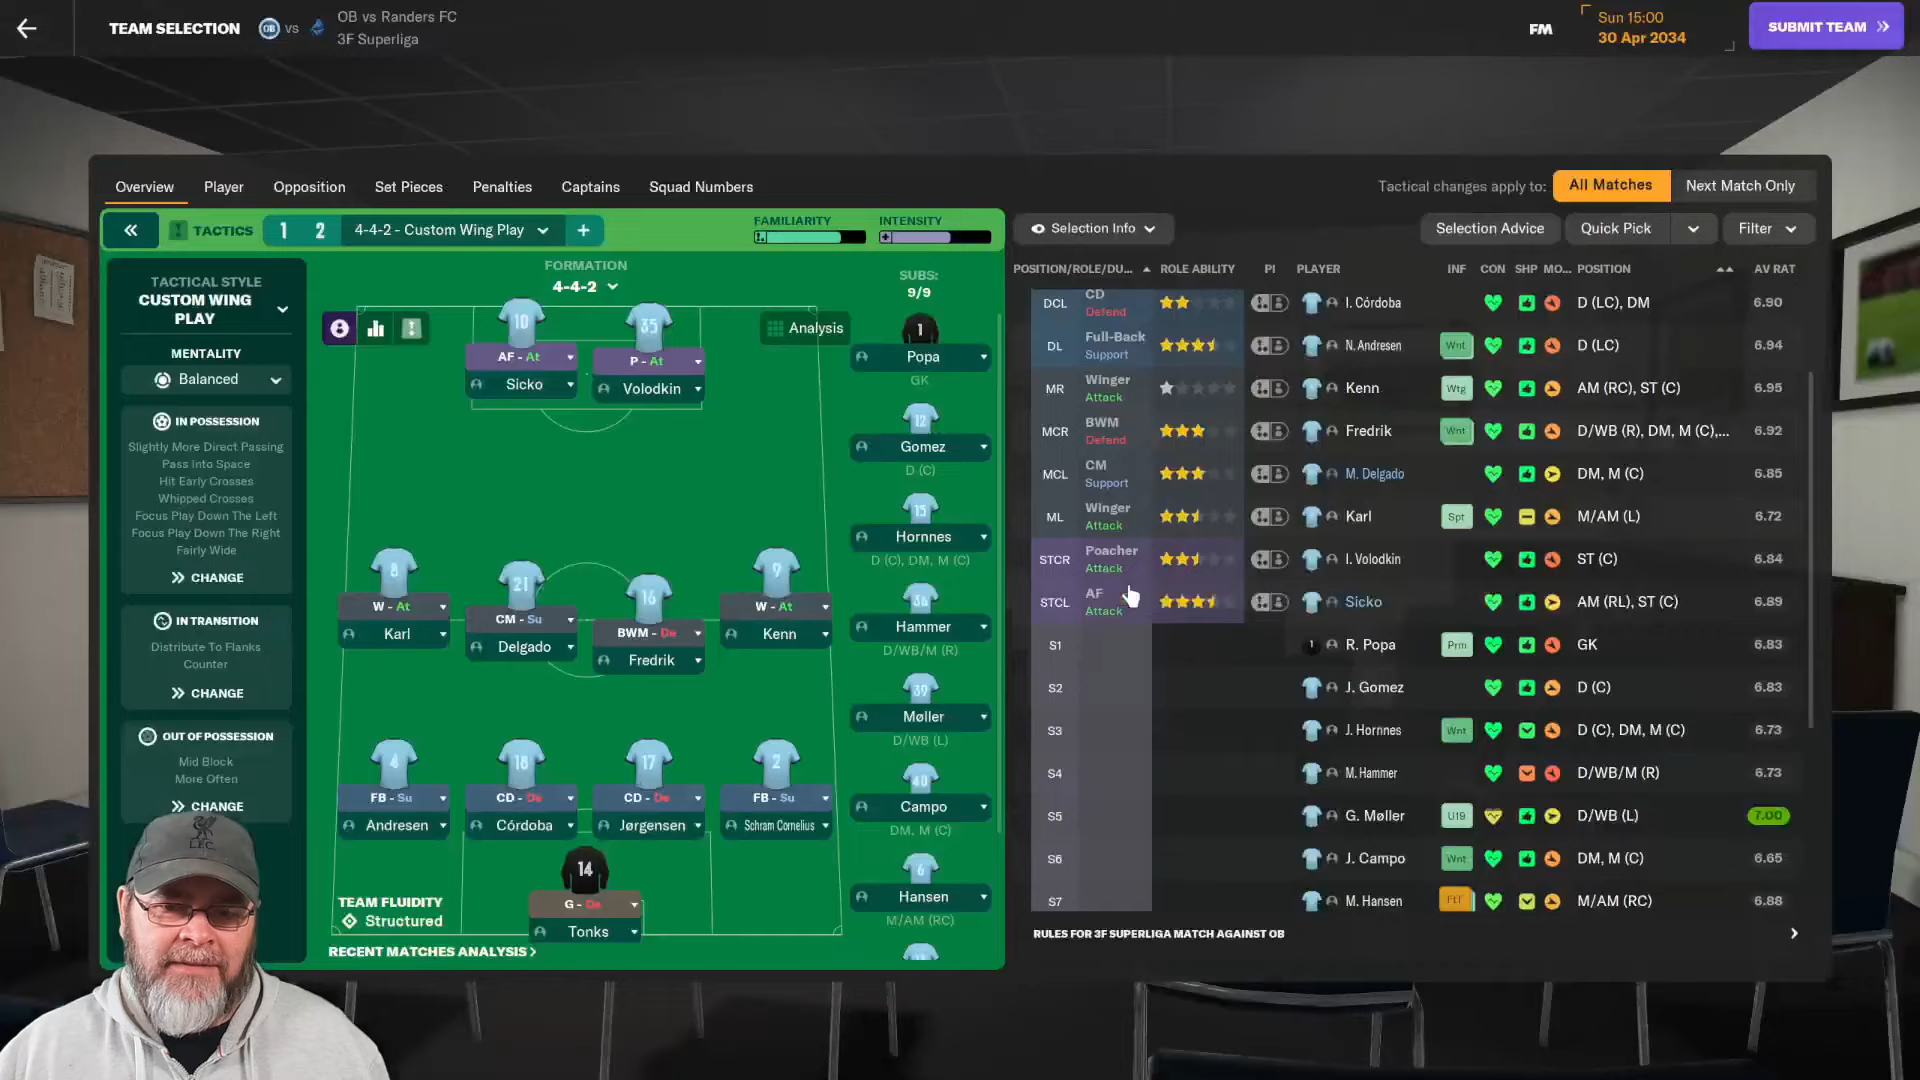 TEAM SELECTION
OB
vs
OB vs Randers FC
3F Superliga
FM
Sun 15:00
30 Apr 2034
SUBMIT TEAM
Overview
Player
Opposition
Set Pieces
Penalties
Captains
Squad Numbers
Tactical changes apply to:
All Matches
Next Match Only
TACTICS
1
2
4-4-2 - Custom Wing Play
FAMILIARITY
INTENSITY
Selection Info
Selection Advice
Quick Pick
Filter
TACTICAL STYLE
CUSTOM WING
PLAY
MENTALITY
Balanced
IN POSSESSION
Slightly More Direct Passing
Pass Into Space
Hit Early Crosses
Whipped Crosses
Focus Play Down The Left
Focus Play Down The Right
Fairly Wide
CHANGE
IN TRANSITION
Distribute To Flanks
Counter
CHANGE
OUT OF POSSESSION
Mid Block
More Often
CHANGE
FORMATION
4-4-2
Analysis
10
AF - At
Sicko
35
P - At
Volodkin
8
W - At
Karl
21
CM - Su
Delgado
16
BWM - De
Fredrik
9
W - At
Kenn
4
FB - Su
Andresen
18
CD - De
Córdoba
17
CD - De
Jørgensen
2
FB - Su
Schram Cornelius
14
G - De
Tonks
TEAM FLUIDITY
Structured
RECENT MATCHES ANALYSIS
SUBS:
9/9
1
Popa
GK
12
Gomez
D (C)
15
Hornnes
D (C), DM, M (C)
36
Hammer
D/WB/M (R)
39
Møller
D/WB (L)
40
Campo
DM, M (C)
6
Hansen
M/AM (RC)
POSITION/ROLE/DU... ROLE ABILITY PI PLAYER INF CON SHP MO... POSITION AV RAT
DCL CD Defend I. Córdoba D (LC), DM 6.90
DL Full-Back Support N. Andresen Wnt D (LC) 6.94
MR Winger Attack Kenn Wtg AM (RC), ST (C) 6.95
MCR BWM Defend Fredrik Wnt D/WB (R), DM, M (C),... 6.92
MCL CM Support M. Delgado DM, M (C) 6.85
ML Winger Attack Karl Spt M/AM (L) 6.72
STCR Poacher Attack I. Volodkin ST (C) 6.84
STCL AF Attack Sicko AM (RL), ST (C) 6.89
S1 1 R. Popa Prm GK 6.83
S2 J. Gomez D (C) 6.83
S3 J. Hornnes Wnt D (C), DM, M (C) 6.73
S4 M. Hammer D/WB/M (R) 6.73
S5 G. Møller U19 D/WB (L) 7.00
S6 J. Campo Wnt DM, M (C) 6.65
S7 M. Hansen FtF M/AM (RC) 6.88
RULES FOR 3F SUPERLIGA MATCH AGAINST OB
L.F.C.